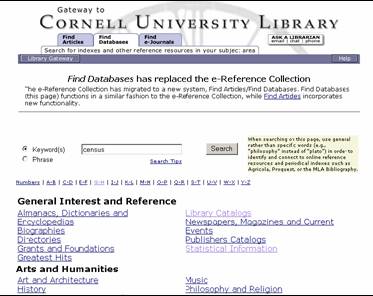 Gateway to
CORNELL UNIVERSITY LIBRARY
Find Articles
Find Databases
Find e-Journals
ASK A LIBRARIAN
email | chat | phone
Search for indexes and other reference resources in your subject area
Library Gateway
Help
Find Databases has replaced the e-Reference Collection
The e-Reference Collection has migrated to a new system, Find Articles/Find Databases. Find Databases
(this page) functions in a similar fashion to the e-Reference Collection, while Find Articles incorporates
new functionality.
Keyword(s)
census
Search
Phrase
Search Tips
When searching on this page, use general
rather than specific words (e.g.,
"philosophy" instead of "plato") in order to
identify and connect to online reference
resources and periodical indexes such as
Agricola, Proquest, or the MLA Bibliography.
Numbers | A-B | C-D | E-F | G-H | I-J | K-L | M-N | O-P | Q-R | S-T | U-V | W-X | Y-Z
General Interest and Reference
Almanacs, Dictionaries and
Encyclopedias
Biographies
Directories
Grants and Foundations
Greatest Hits
Library Catalogs
Newspapers, Magazines and Current
Events
Publishers Catalogs
Statistical Information
Arts and Humanities
Art and Architecture
History
Music
Philosophy and Religion